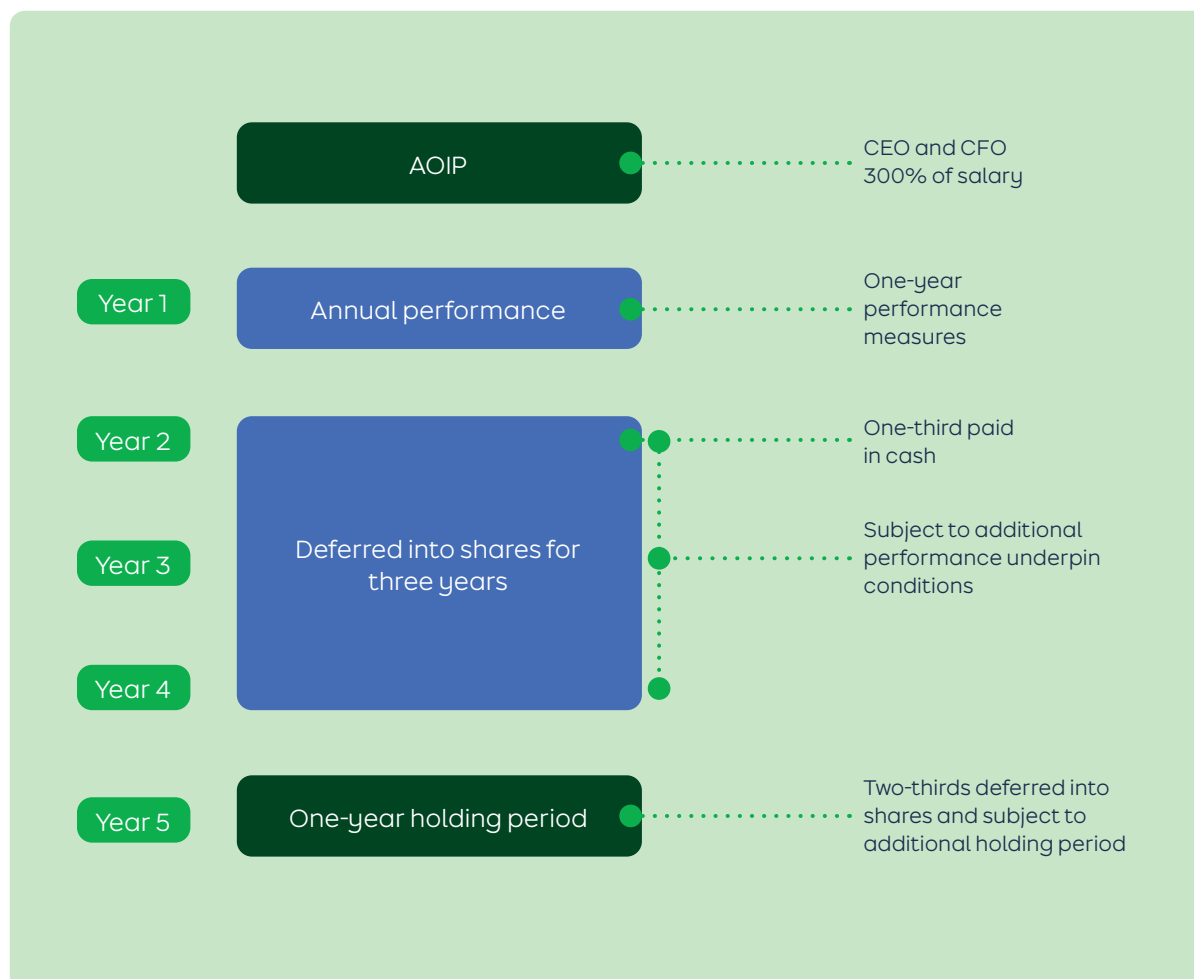 AOIP
CEO and CFO
300% of salary
Year 1
Annual performance
One-year
performance
measures
Year 2
One-third paid
in cash
Year 3
Deferred into shares for
three years
Subject to additional
performance underpin
conditions
Year 4
Year 5
One-year holding period
Two-thirds deferred into
shares and subject to
additional holding period